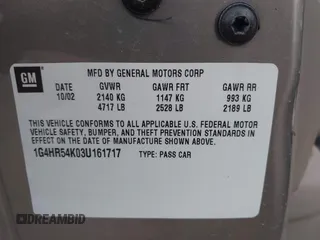 GM
MFD BY GENERAL MOTORS CORP
DATE GVWR GAWR FRT GAWR RR
10/02 2140 KG 1147 KG 993 KG
4717 LB 2528 LB 2189 LB
THIS VEHICLE CONFORMS TO ALL APPLICABLE U.S. FEDERAL MOTOR
VEHICLE SAFETY, BUMPER, AND THEFT PREVENTION STANDARDS IN
EFFECT ON THE DATE OF MANUFACTURE SHOWN ABOVE.
1G4HR54K03U161717 TYPE: PASS CAR
DREAMBID